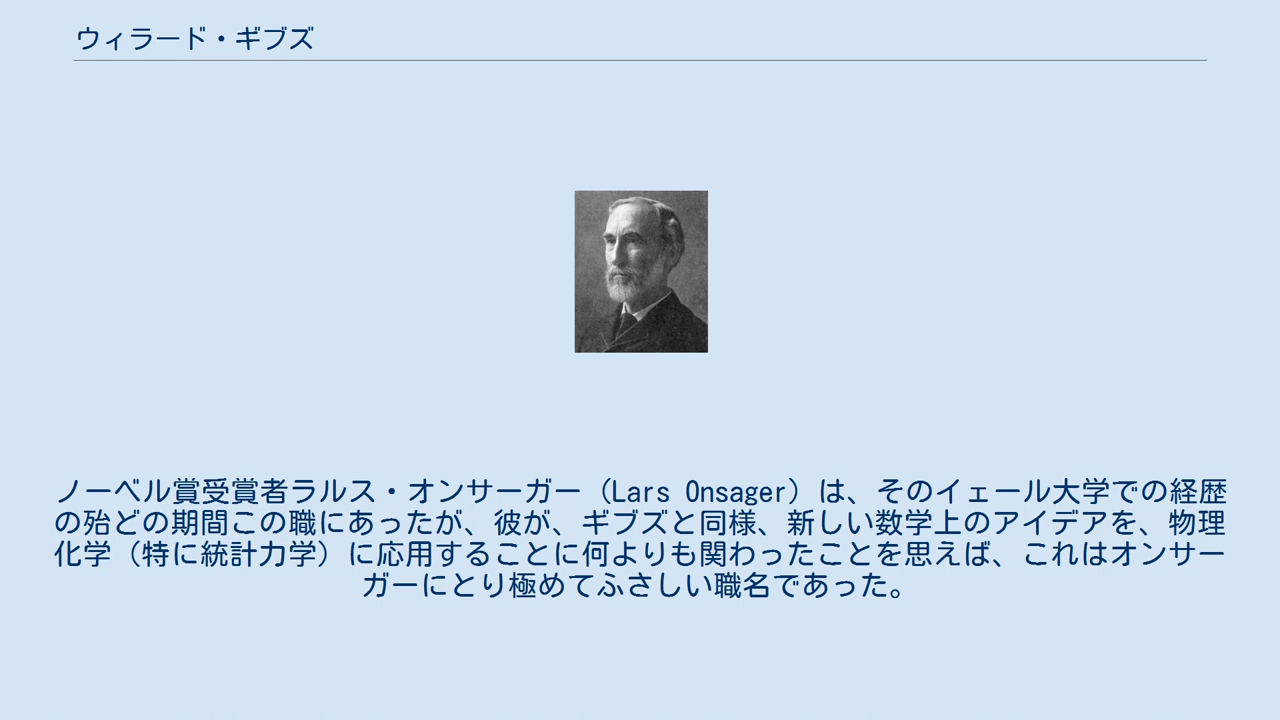 ウィラード・ギブズ
ノーベル賞受賞者ラルス・オンサーガー（Lars Onsager）は、そのイェール大学での経歴
の殆どの期間この職にあったが、彼が、ギブズと同様、新しい数学上のアイデアを、物理
化学（特に統計力学）に応用することに何よりも関わったことを思えば、これはオンサー
ガーにとり極めてふさしい職名であった。